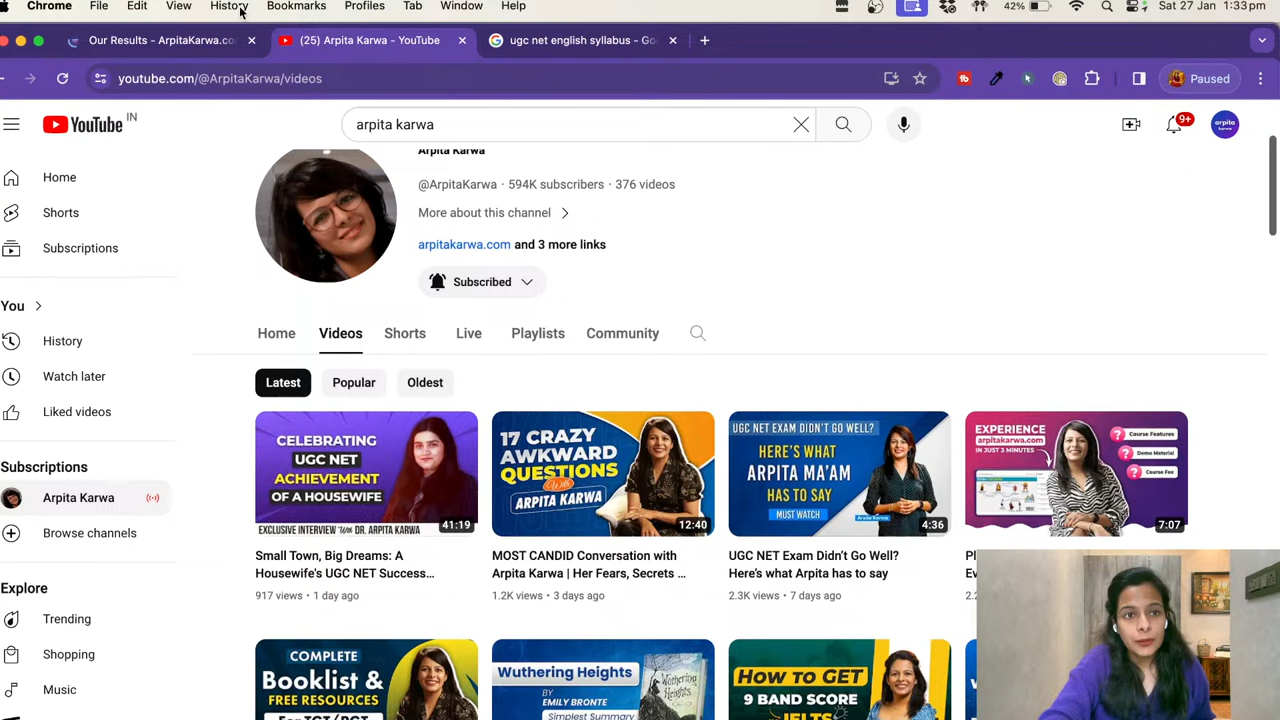 Chrome File Edit View History Bookmarks Profiles Tab Window Help 42% Sat 27 Jan 1:33pm
Our Results - ArpitaKarwa.co (25) Arpita Karwa - YouTube ugc net english syllabus - Go
youtube.com/@ArpitaKarwa/videos Paused
YouTube IN arpita karwa 9+ arpita karwa
Arpita Karwa
@ArpitaKarwa · 594K subscribers · 376 videos
More about this channel
arpitakarwa.com and 3 more links
Subscribed
Home
Shorts
Subscriptions
You
History
Watch later
Liked videos
Subscriptions
Arpita Karwa
Browse channels
Explore
Trending
Shopping
Music
Home Videos Shorts Live Playlists Community
Latest Popular Oldest
CELEBRATING
UGC NET
ACHIEVEMENT
OF A HOUSEWIFE
EXCLUSIVE INTERVIEW With DR. ARPITA KARWA
41:19
Small Town, Big Dreams: A
Housewife's UGC NET Success...
917 views • 1 day ago
17 CRAZY
AWKWARD
QUESTIONS
With
ARPITA KARWA
12:40
MOST CANDID Conversation with
Arpita Karwa | Her Fears, Secrets ...
1.2K views • 3 days ago
UGC NET EXAM DIDN'T GO WELL?
HERE'S WHAT
ARPITA MA'AM
HAS TO SAY
MUST WATCH
Arpita Karwa
4:36
UGC NET Exam Didn't Go Well?
Here's what Arpita has to say
2.3K views • 7 days ago
EXPERIENCE
arpitakarwa.com
IN JUST 3 MINUTES
Course Features
Demo Material
Course Fee
7:07
COMPLETE
Booklist &
FREE RESOURCES
Wuthering Heights
BY
EMILY BRONTE
Simplest Summary
Wuthering
Heights
HOW TO GET
9 BAND SCORE
IELTS